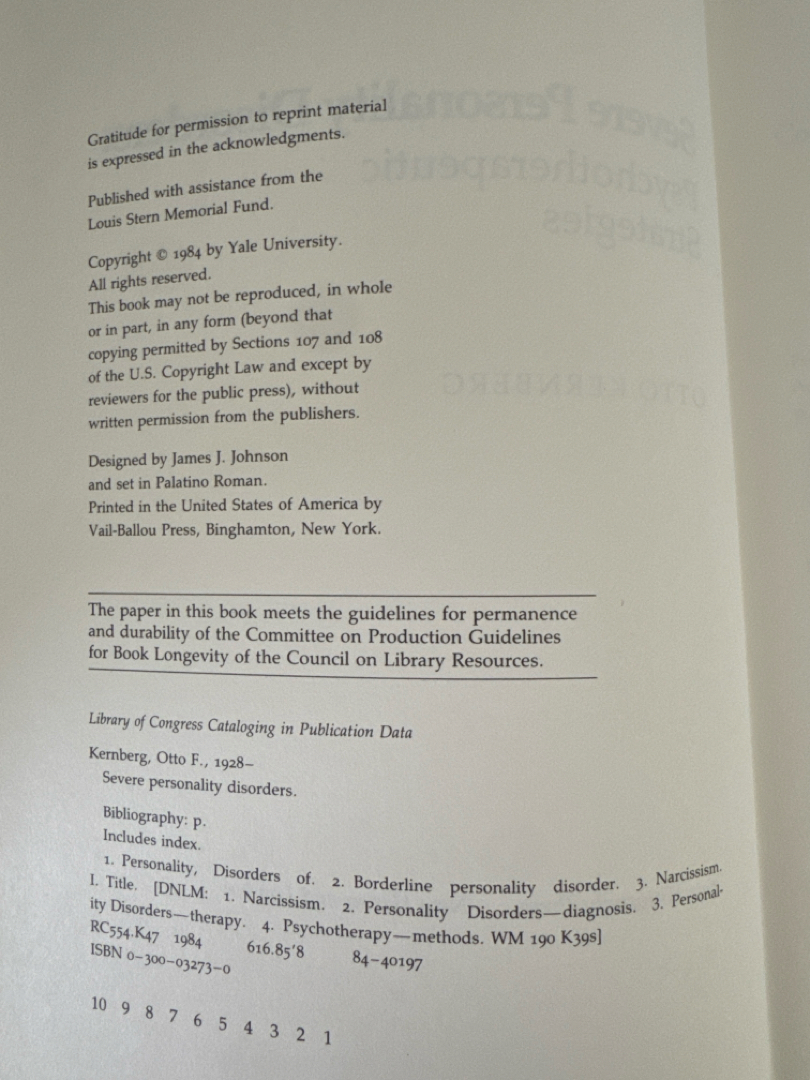 Gratitude for permission to reprint material
is expressed in the acknowledgments.
Published with assistance from the
Louis Stern Memorial Fund.
Copyright © 1984 by Yale University.
All rights reserved.
This book may not be reproduced, in whole
or in part, in any form (beyond that
copying permitted by Sections 107 and 108
of the U.S. Copyright Law and except by
reviewers for the public press), without
written permission from the publishers.
Designed by James J. Johnson
and set in Palatino Roman.
Printed in the United States of America by
Vail-Ballou Press, Binghamton, New York.
The paper in this book meets the guidelines for permanence
and durability of the Committee on Production Guidelines
for Book Longevity of the Council on Library Resources.
Library of Congress Cataloging in Publication Data
Kernberg, Otto F., 1928–
Severe personality disorders.
Bibliography: p.
Includes index.
1. Personality, Disorders of. 2. Borderline personality disorder. 3. Narcissism.
I. Title. [DNLM: 1. Narcissism. 2. Personality Disorders—diagnosis. 3. Personal-
ity Disorders—therapy. 4. Psychotherapy—methods. WM 190 K39s]
RC554.K47 1984 616.85'8 84-40197
ISBN 0-300-03273-0
10 9 8 7 6 5 4 3 2 1